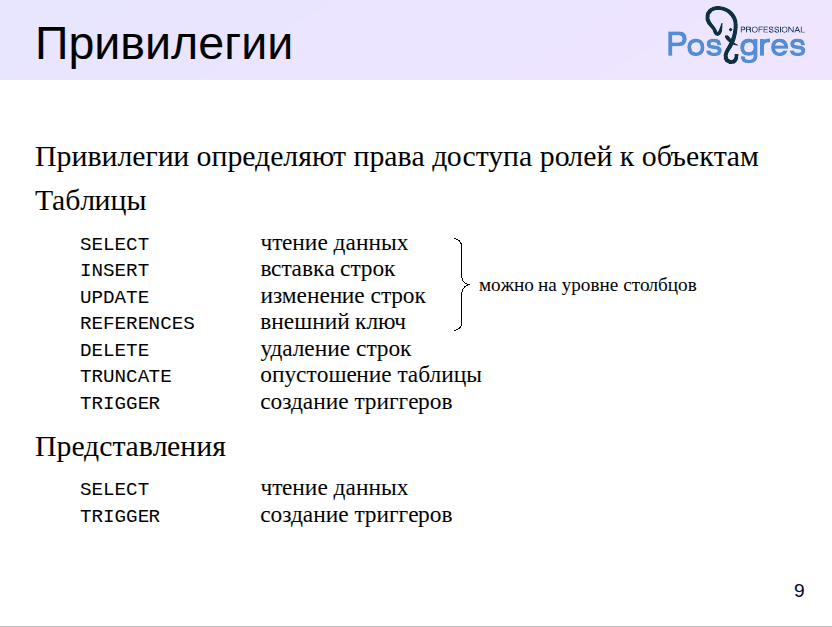 Привилегии
PROFESSIONAL
Postgres
Привилегии определяют права доступа ролей к объектам
Таблицы
SELECT чтение данных
INSERT вставка строк
UPDATE изменение строк
REFERENCES внешний ключ
можно на уровне столбцов
DELETE удаление строк
TRUNCATE опустошение таблицы
TRIGGER создание триггеров
Представления
SELECT чтение данных
TRIGGER создание триггеров
9